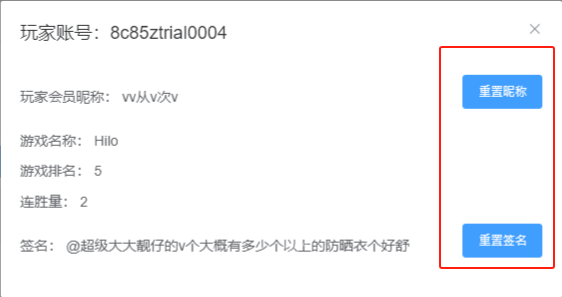 玩家账号：8c85ztrial0004
玩家会员昵称： vv从v次v 重置昵称
游戏名称： Hilo
游戏排名： 5
连胜量： 2
签名： @超级大大靓仔的v个大概有多少个以上的防晒衣个好舒 重置签名